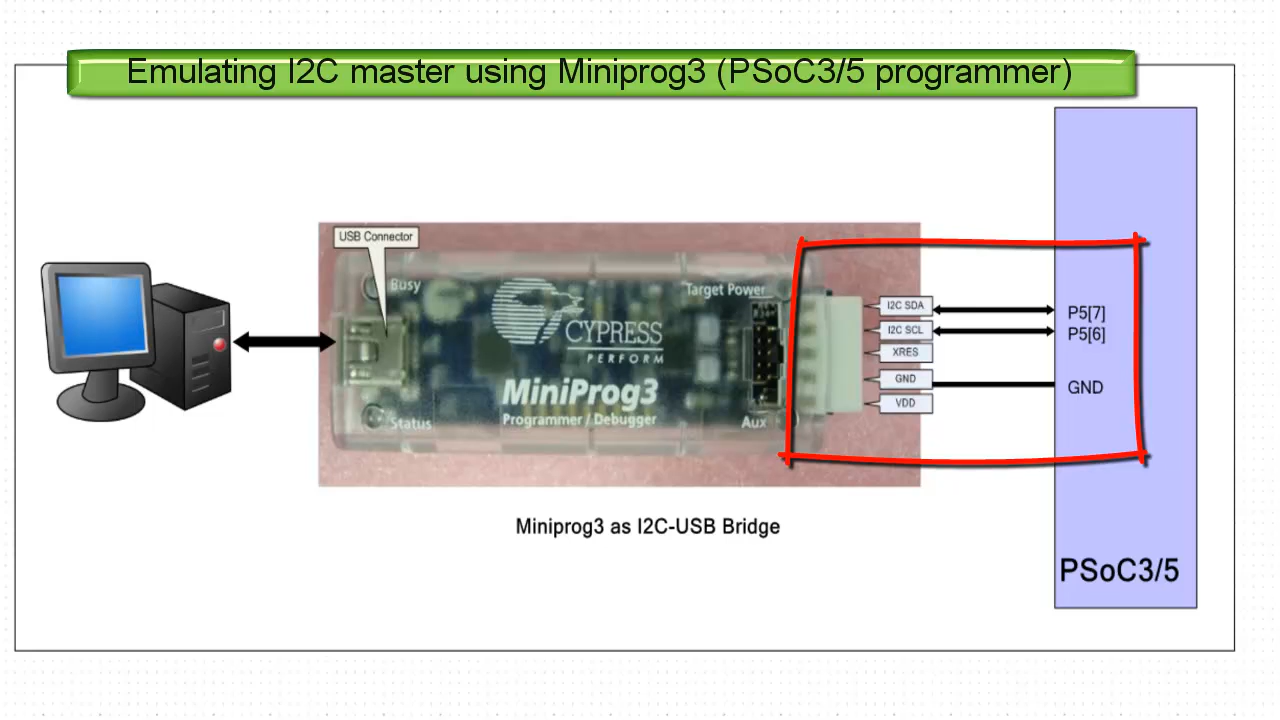 Emulating I2C master using Miniprog3 (PSoC3/5 programmer)
USB Connector
Busy
Target Power
CYPRESS
PERFORM
MiniProg3
Programmer / Debugger
Status
Aux
I2C SDA
I2C SCL
XRES
GND
VDD
P5[7]
P5[6]
GND
Miniprog3 as I2C-USB Bridge
PSoC3/5